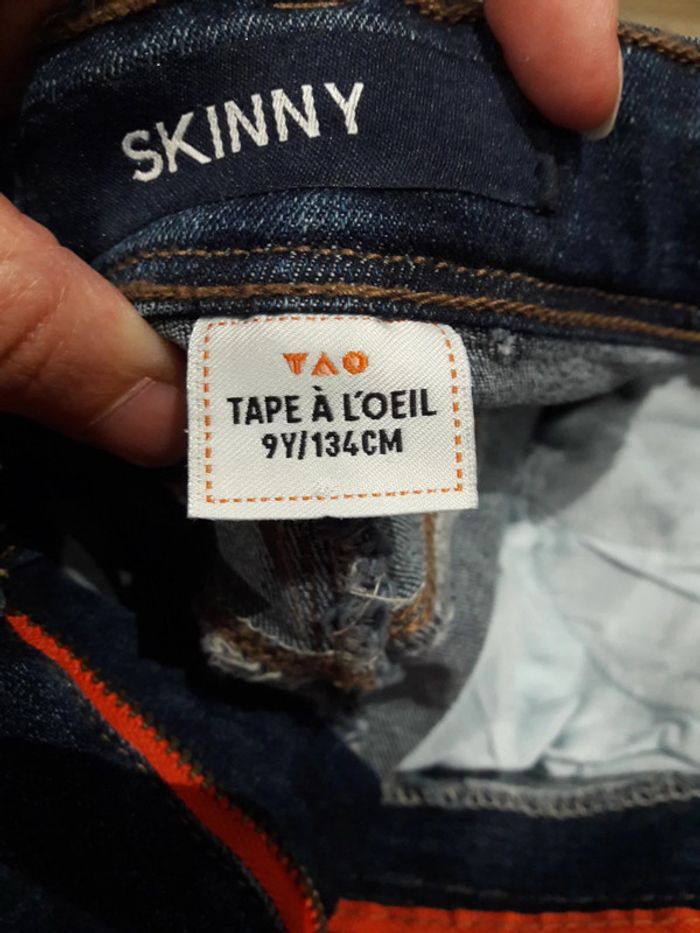 SKINNY
TAO
TAPE À L'OEIL
9Y/134CM